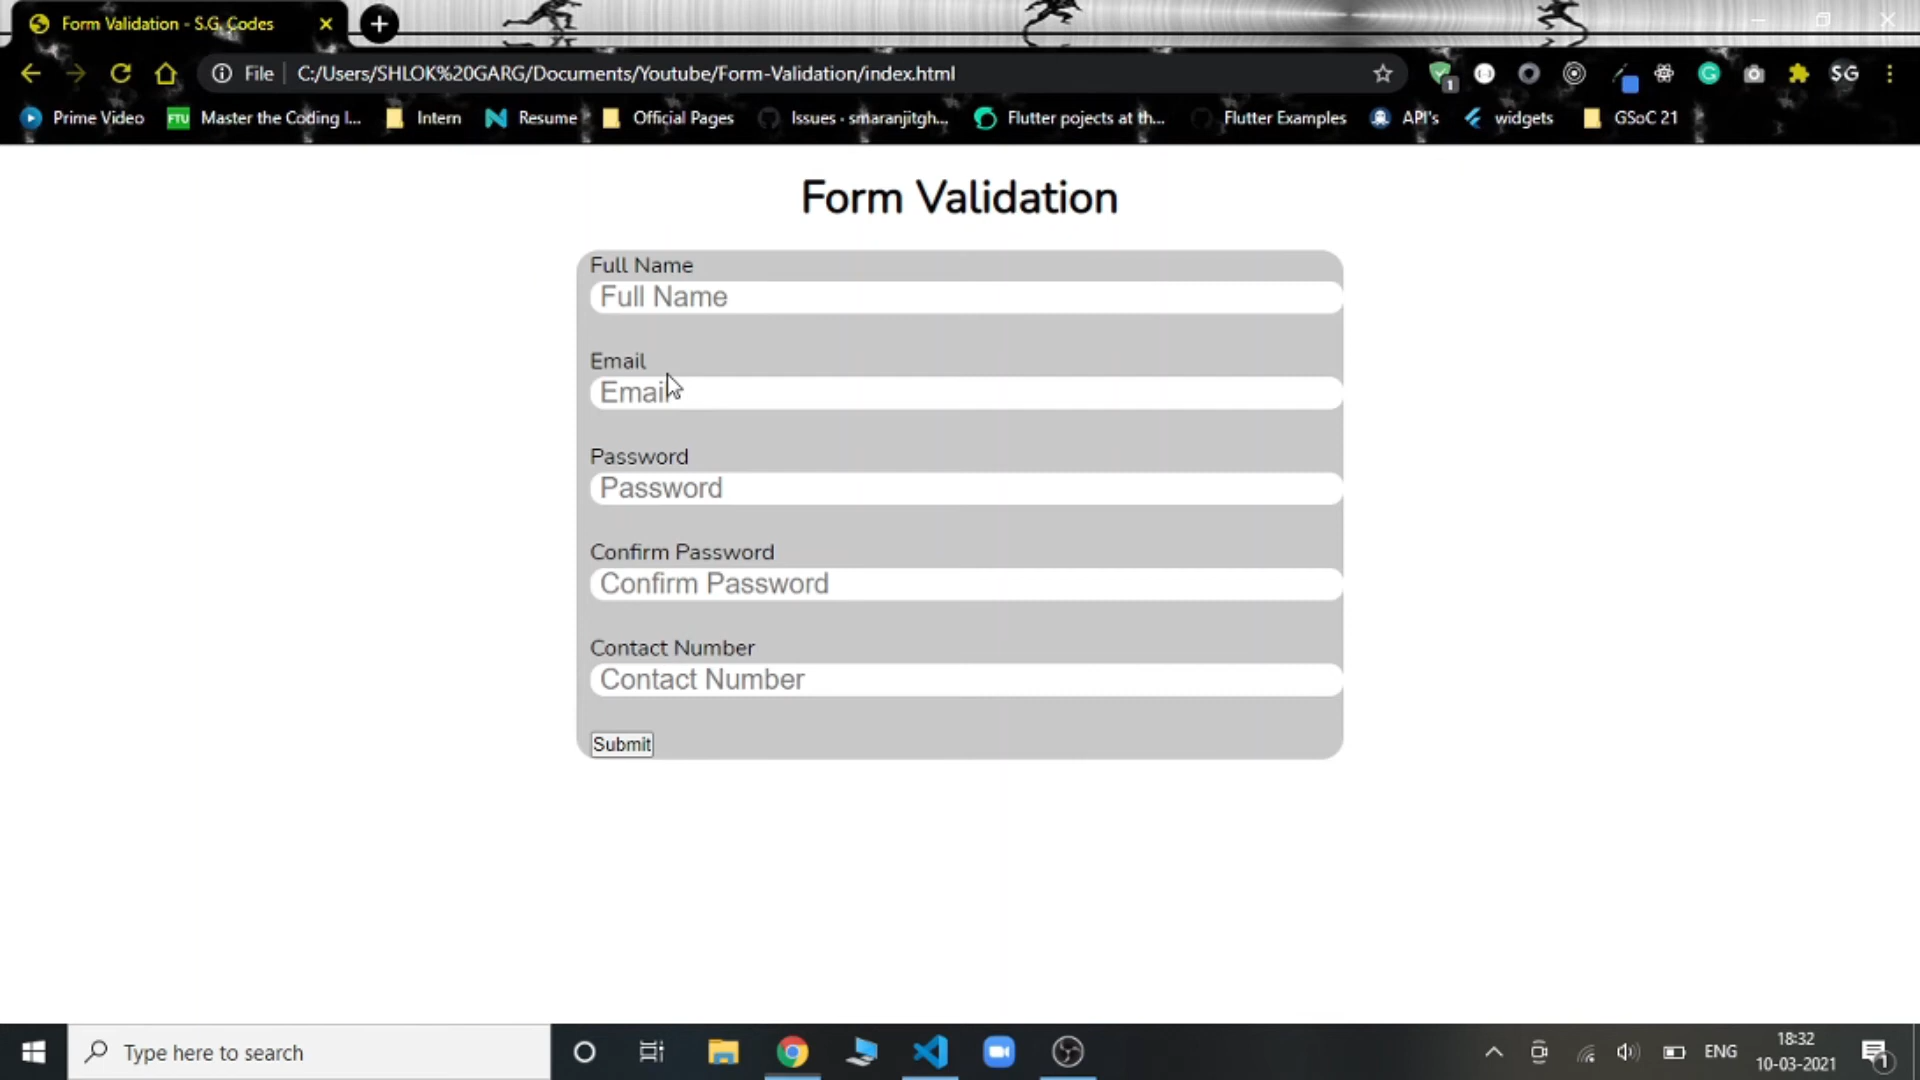 Form Validation - S.G. Codes
File C:/Users/SHLOK%20GARG/Documents/Youtube/Form-Validation/index.html
1
SG
Prime Video FTU Master the Coding I... Intern Resume Official Pages Issues · smaranjitgh... Flutter pojects at th... Flutter Examples API's widgets GSoC 21
Form Validation
Full Name
Full Name
Email
Email
Password
Password
Confirm Password
Confirm Password
Contact Number
Contact Number
Submit
Type here to search
ENG
18:32
10-03-2021
1